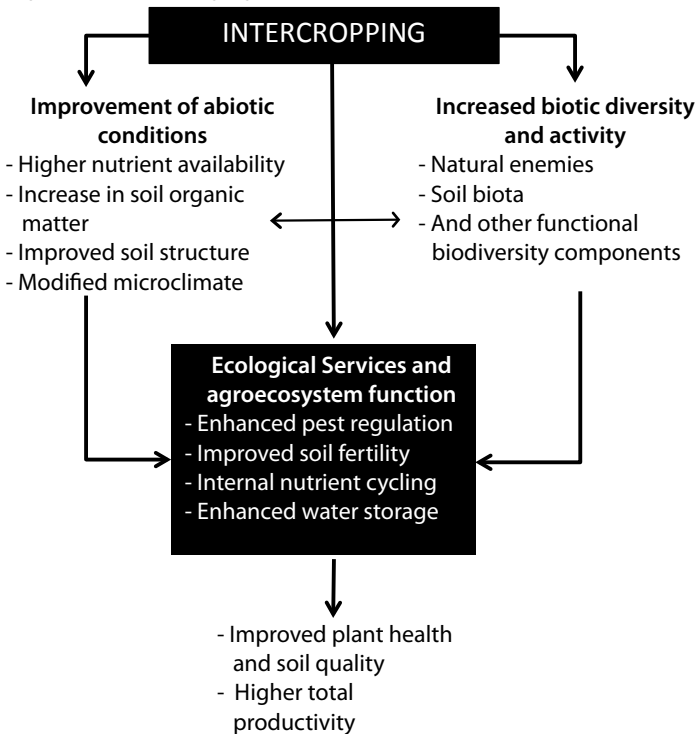 INTERCROPPING
Improvement of abiotic
conditions
- Higher nutrient availability
- Increase in soil organic
matter
- Improved soil structure
- Modified microclimate
Increased biotic diversity
and activity
- Natural enemies
- Soil biota
- And other functional
biodiversity components
Ecological Services and
agroecosystem function
- Enhanced pest regulation
- Improved soil fertility
- Internal nutrient cycling
- Enhanced water storage
- Improved plant health
and soil quality
- Higher total
productivity